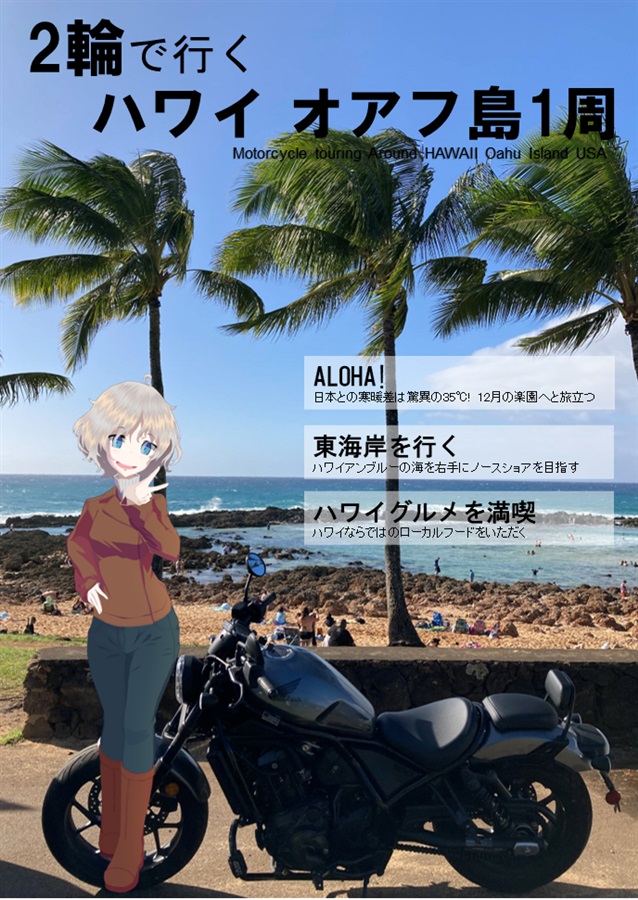 2輪で行く
ハワイ オアフ島1周
Motorcycle touring Around HAWAII Oahu Island USA
ALOHA!
日本との寒暖差は驚異の35℃! 12月の楽園へと旅立つ
東海岸を行く
ハワイアンブルーの海を右手にノースショアを目指す
ハワイグルメを満喫
ハワイならではのローカルフードをいただく